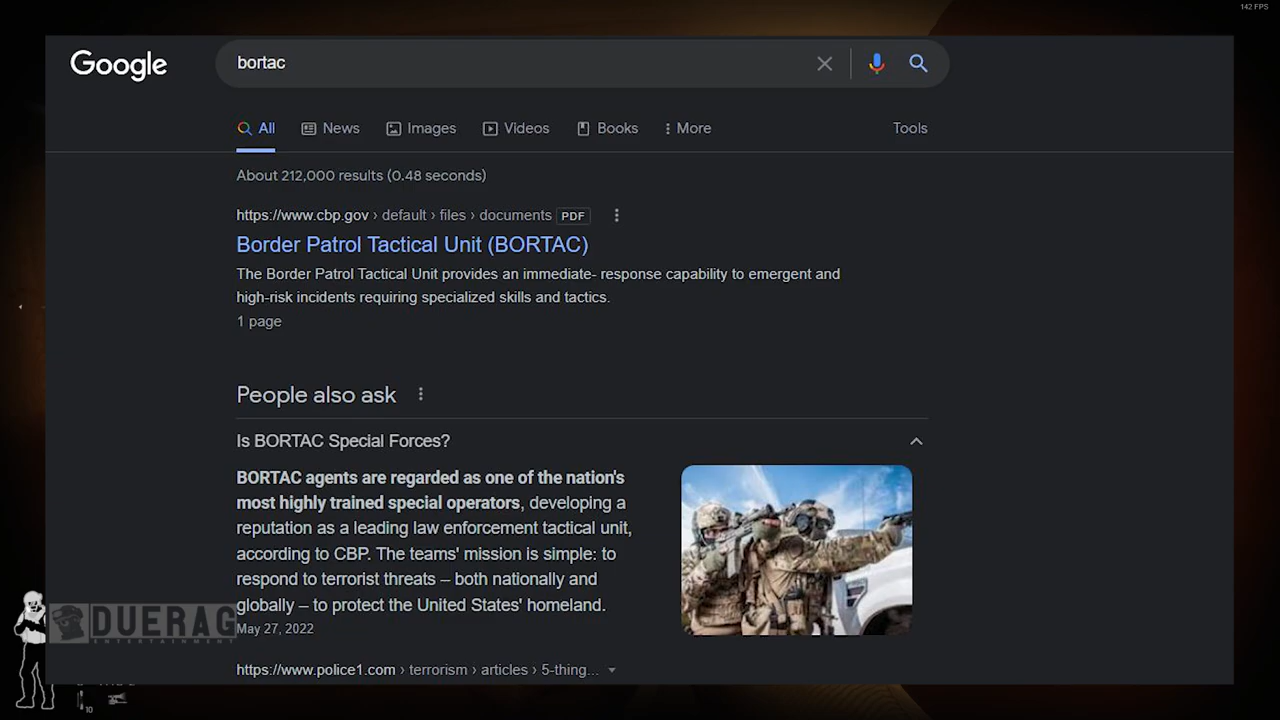 142 FPS
Google
bortac
All News Images Videos Books More Tools
About 212,000 results (0.48 seconds)
https://www.cbp.gov › default › files › documents PDF
Border Patrol Tactical Unit (BORTAC)
The Border Patrol Tactical Unit provides an immediate- response capability to emergent and
high-risk incidents requiring specialized skills and tactics.
1 page
People also ask
Is BORTAC Special Forces?
BORTAC agents are regarded as one of the nation's
most highly trained special operators, developing a
reputation as a leading law enforcement tactical unit,
according to CBP. The teams' mission is simple: to
respond to terrorist threats – both nationally and
globally – to protect the United States' homeland.
DUERAG
ENTERTAINMENT
May 27, 2022
https://www.police1.com › terrorism › articles › 5-thing...
10